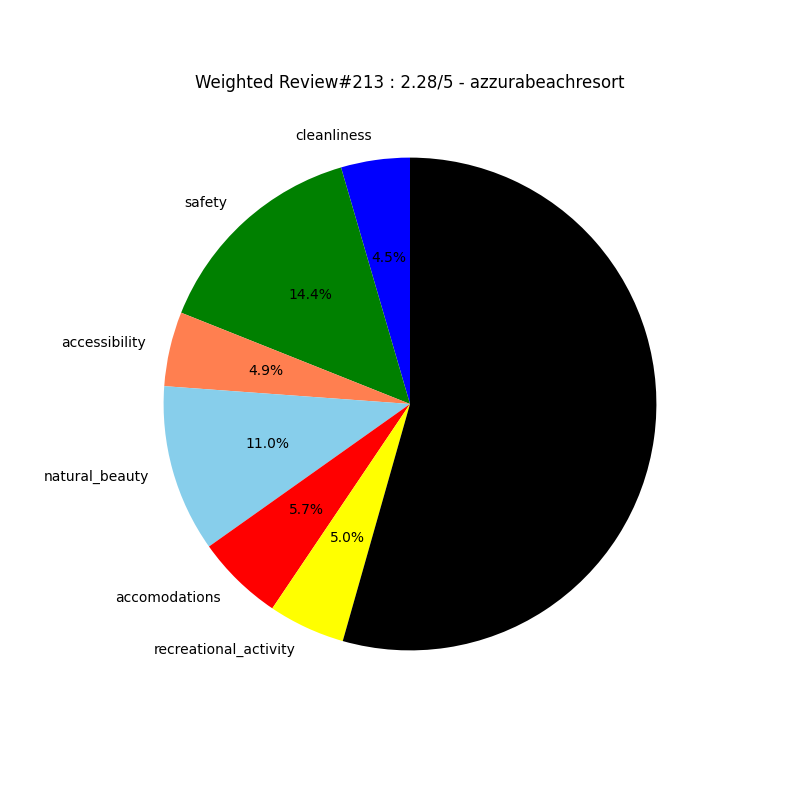 Weighted Review#213 : 2.28/5 - azzurabeachresort
cleanliness
4.5%
safety
14.4%
accessibility
4.9%
natural_beauty
11.0%
accomodations
5.7%
recreational_activity
5.0%